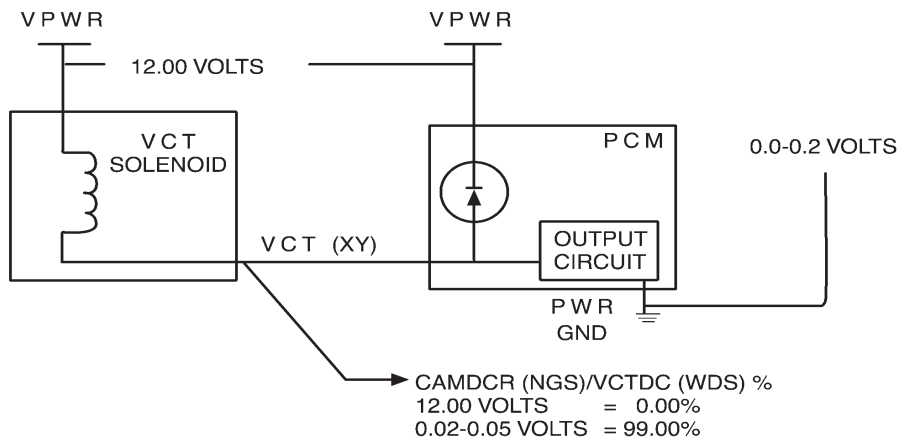 VPWR
VPWR
12.00 VOLTS
VCT
SOLENOID
PCM
0.0-0.2 VOLTS
VCT (XY)
OUTPUT
CIRCUIT
PWR
GND
CAMDCR (NGS)/VCTDC (WDS) %
12.00 VOLTS = 0.00%
0.02-0.05 VOLTS = 99.00%